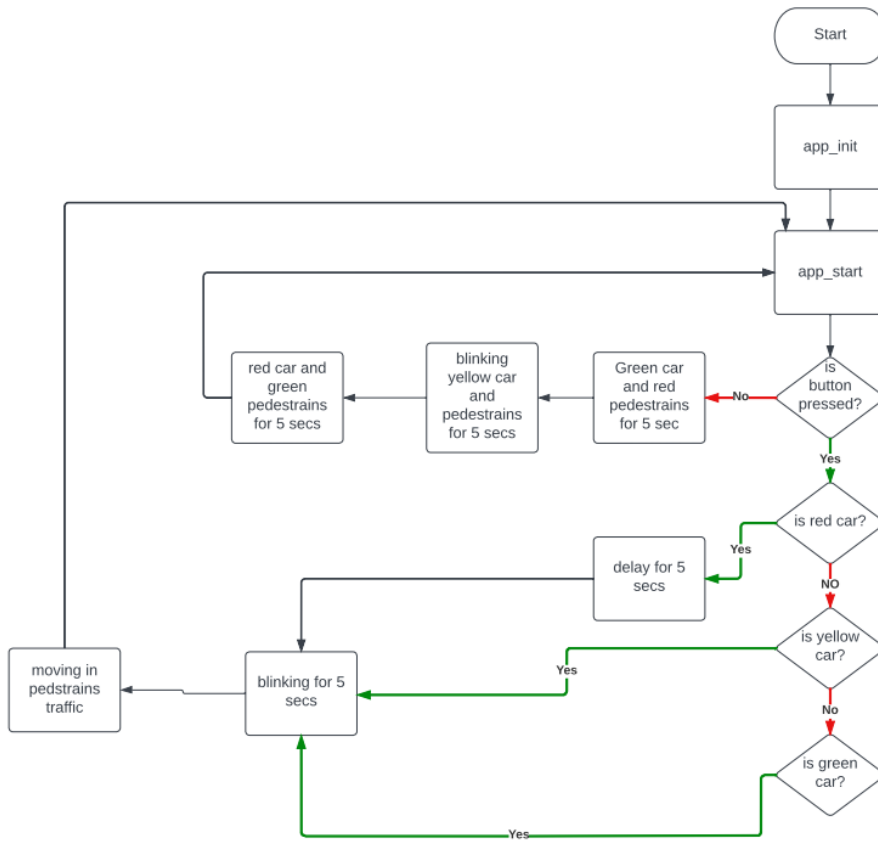 Start
app_init
app_start
is
button
pressed?
No
Green car
and red
pedestrains
for 5 sec
blinking
yellow car
and
pedestrains
for 5 secs
red car and
green
pedestrains
for 5 secs
Yes
is red car?
Yes
delay for 5
secs
NO
is yellow
car?
Yes
blinking for 5
secs
moving in
pedstrains
traffic
No
is green
car?
Yes